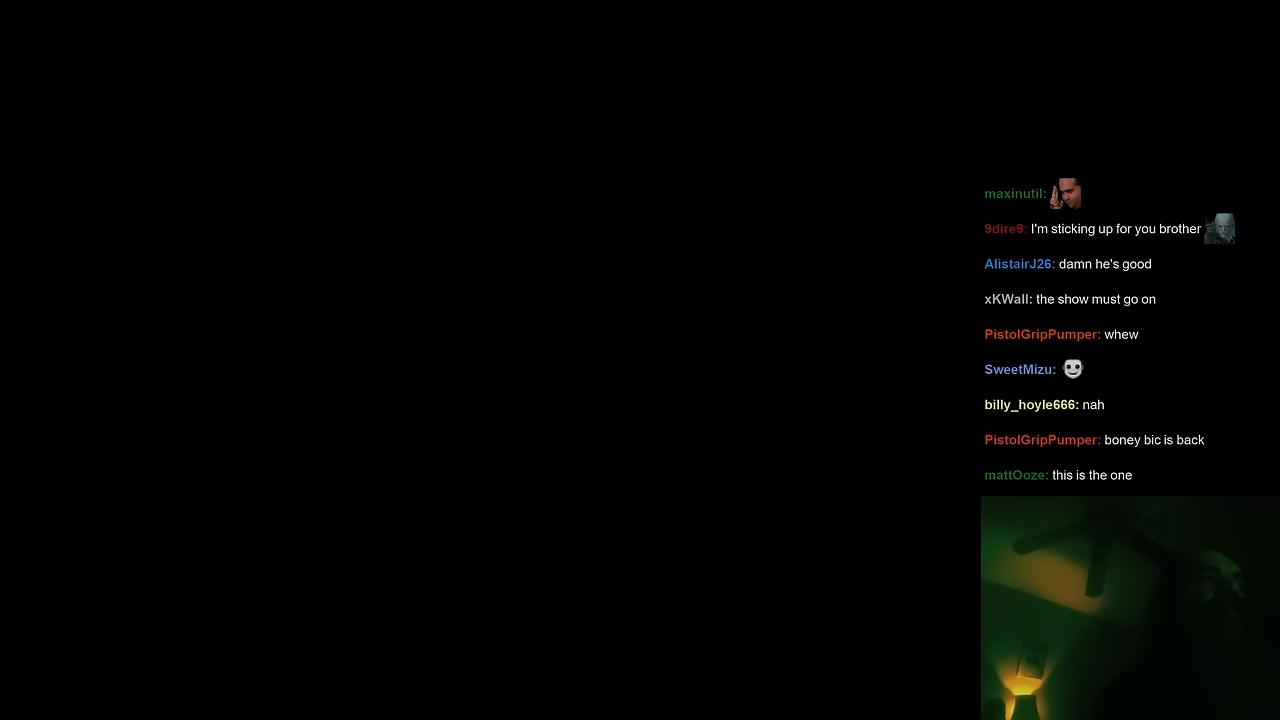 maxinutil:
9dire9: I'm sticking up for you brother
AlistairJ26: damn he's good
xKWall: the show must go on
PistolGripPumper: whew
SweetMizu:
billy_hoyle666: nah
PistolGripPumper: boney bic is back
mattOoze: this is the one